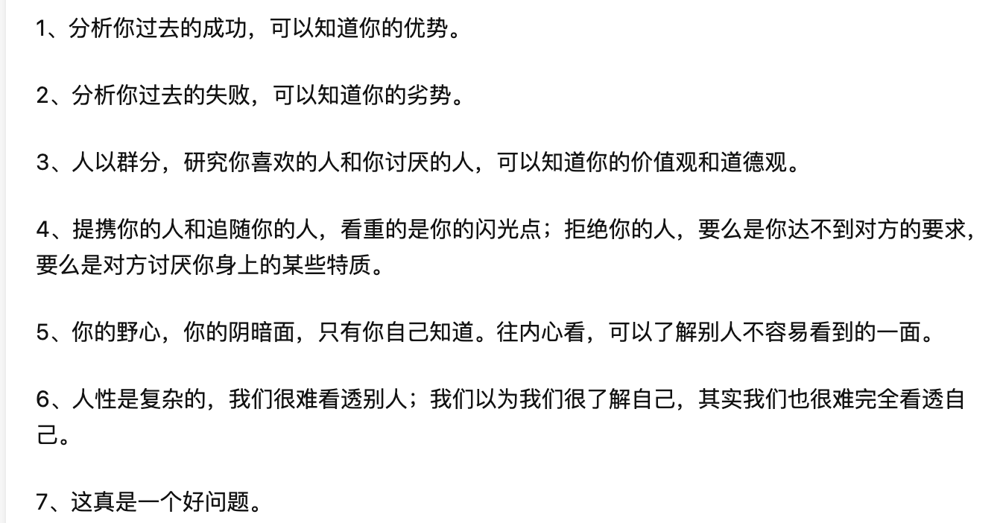 1、分析你过去的成功，可以知道你的优势。
2、分析你过去的失败，可以知道你的劣势。
3、人以群分，研究你喜欢的人和你讨厌的人，可以知道你的价值观和道德观。
4、提携你的人和追随你的人，看重的是你的闪光点；拒绝你的人，要么是你达不到对方的要求，
要么是对方讨厌你身上的某些特质。
5、你的野心，你的阴暗面，只有你自己知道。往内心看，可以了解别人不容易看到的一面。
6、人性是复杂的，我们很难看透别人；我们以为我们很了解自己，其实我们也很难完全看透自
己。
7、这真是一个好问题。